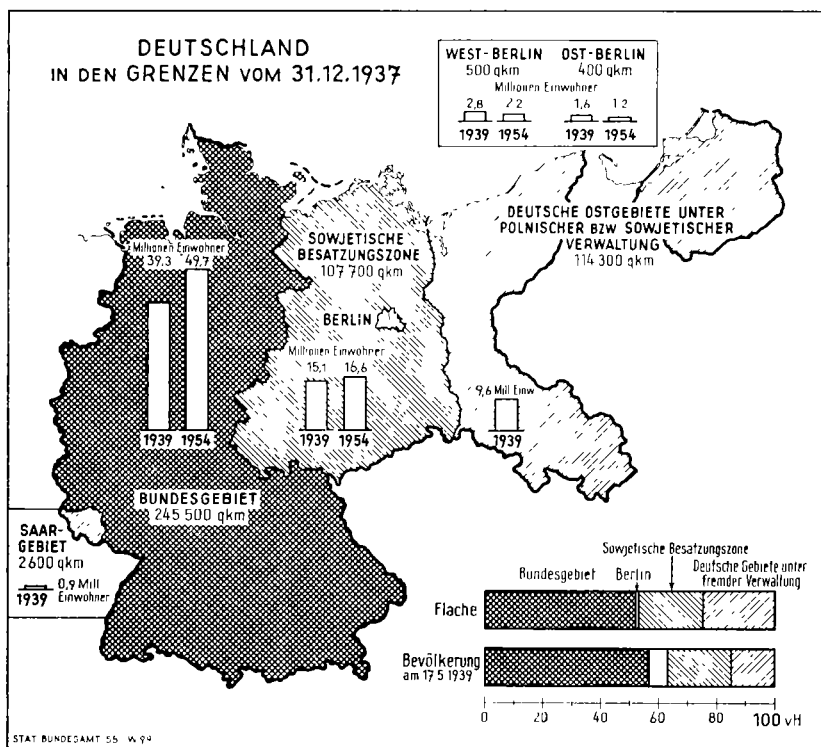 DEUTSCHLAND
IN DEN GRENZEN VOM 31.12.1937
WEST-BERLIN OST-BERLIN
500 qkm 400 qkm
Millionen Einwohner
2,8 2,2 1,6 1,2
1939 1954 1939 1954
DEUTSCHE OSTGEBIETE UNTER
POLNISCHER BZW SOWJETISCHER
VERWALTUNG
114 300 qkm
Millionen Einwohner
39,3 49,7
1939 1954
SOWJETISCHE
BESATZUNGSZONE
107 700 qkm
BERLIN
Millionen Einwohner
15,1 16,6
1939 1954
9,6 Mill Einw
1939
BUNDESGEBIET
245 500 qkm
SAAR-
GEBIET
2600 qkm
0,9 Mill
1939 Einwohner
Sowjetische Besatzungszone
Bundesgebiet Berlin Deutsche Gebiete unter
fremder Verwaltung
Flache
Bevölkerung
am 17 5 1939
0 20 40 60 80 100 vH
STAT BUNDESAMT 55 W 99